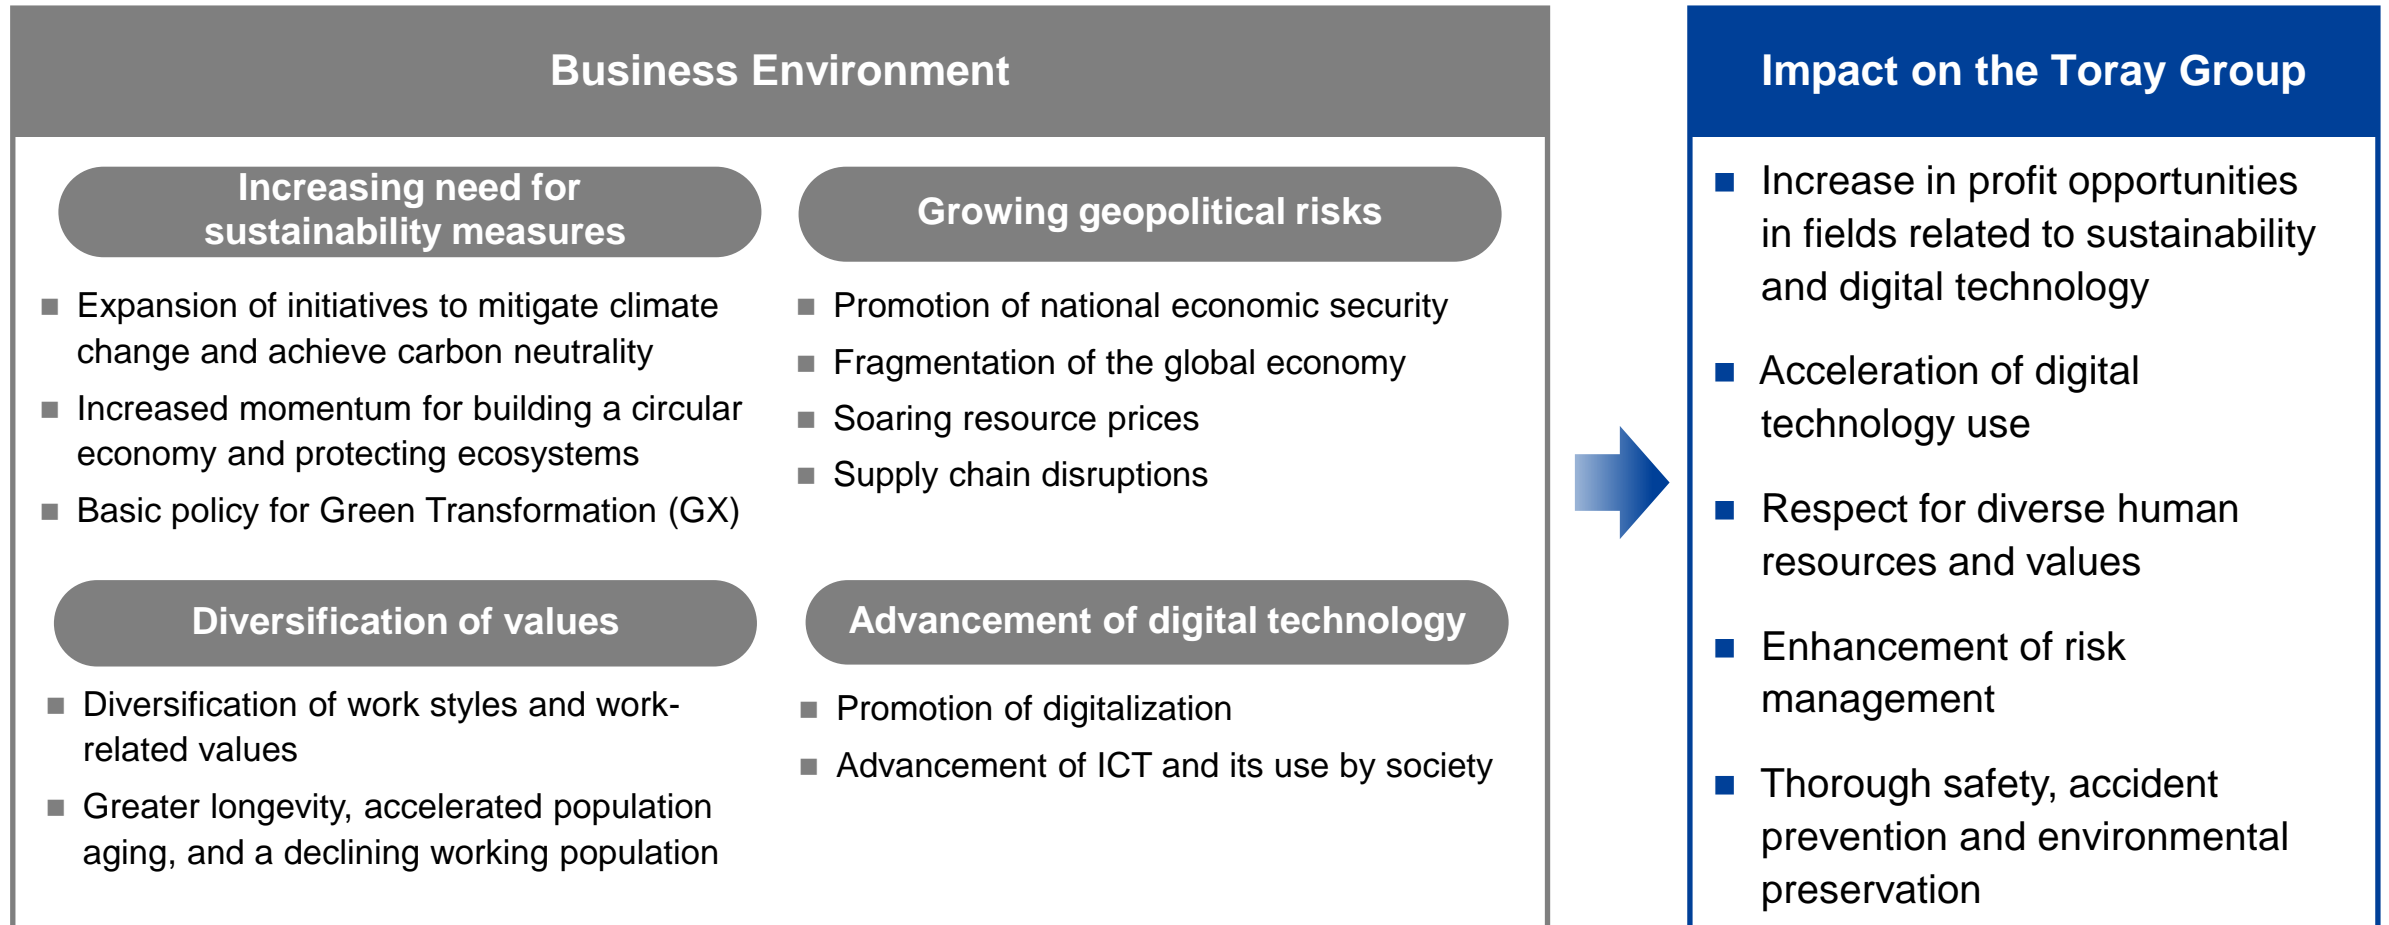 Business Environment
Increasing need for
sustainability measures
Expansion of initiatives to mitigate climate
change and achieve carbon neutrality
Increased momentum for building a circular
economy and protecting ecosystems
Basic policy for Green Transformation (GX)
Growing geopolitical risks
Promotion of national economic security
Fragmentation of the global economy
Soaring resource prices
Supply chain disruptions
Diversification of values
Diversification of work styles and work-
related values
Greater longevity, accelerated population
aging, and a declining working population
Advancement of digital technology
Promotion of digitalization
Advancement of ICT and its use by society
Impact on the Toray Group
Increase in profit opportunities
in fields related to sustainability
and digital technology
Acceleration of digital
technology use
Respect for diverse human
resources and values
Enhancement of risk
management
Thorough safety, accident
prevention and environmental
preservation